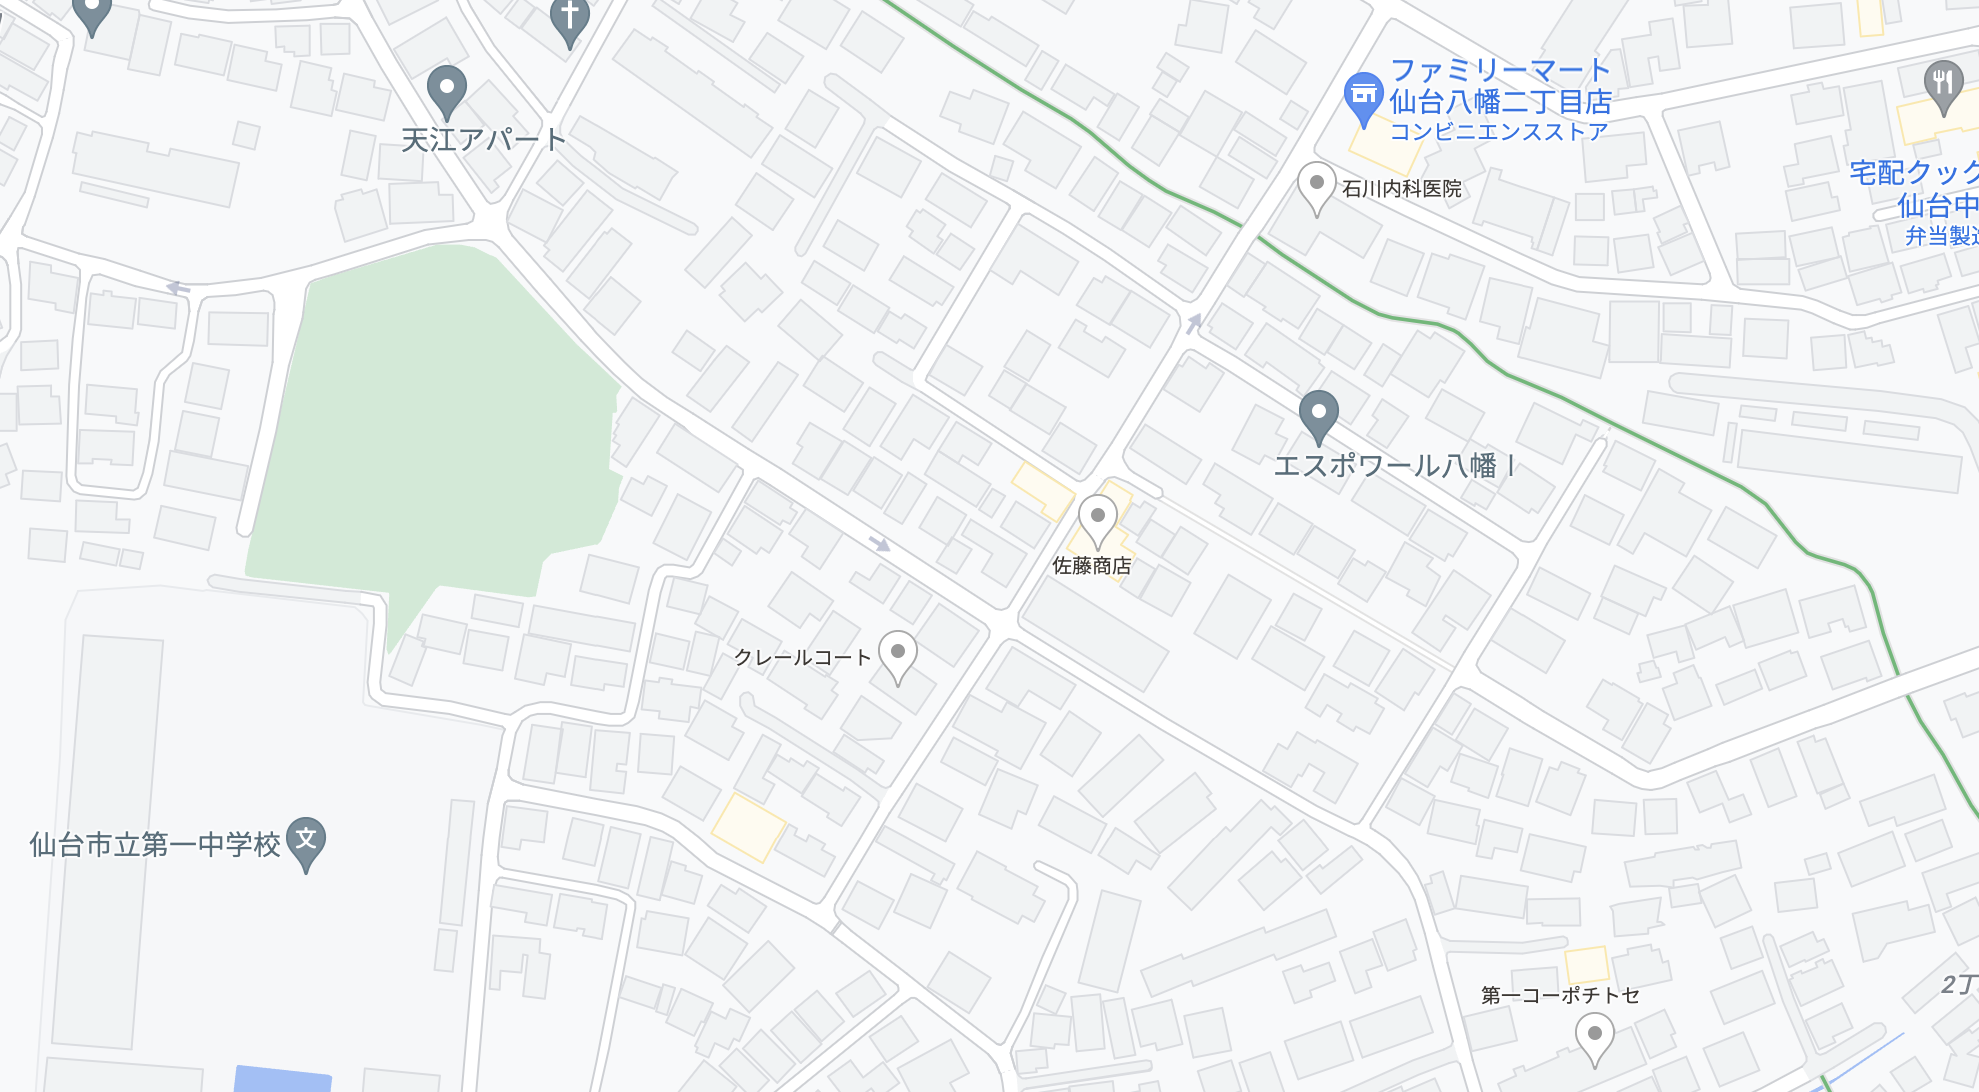 ファミリーマート
仙台八幡二丁目店
コンビニエンスストア
天江アパート
石川内科医院
宅配クック
仙台中
弁当製造
エスポワール八幡Ⅰ
佐藤商店
クレールコート
仙台市立第一中学校
文
2丁
第一コーポチトセ